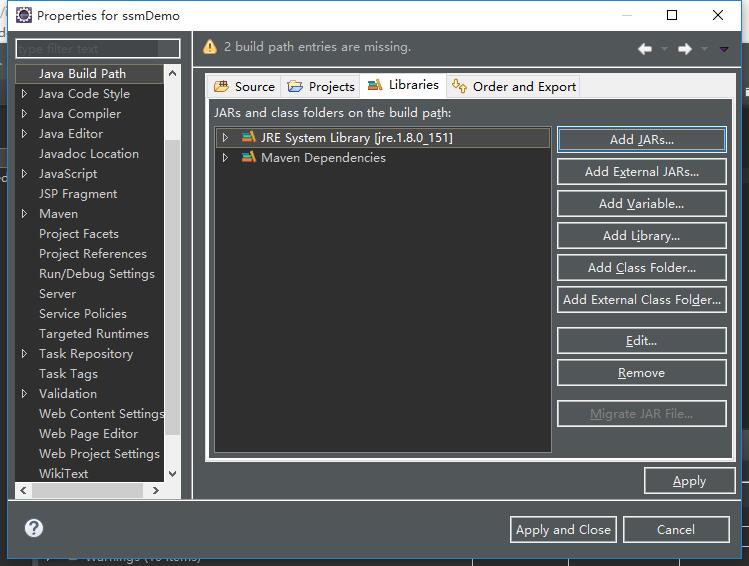 Properties for ssmDemo
type filter text
2 build path entries are missing.
Java Build Path
Java Code Style
Java Compiler
Java Editor
Javadoc Location
JavaScript
JSP Fragment
Maven
Project Facets
Project References
Run/Debug Settings
Server
Service Policies
Targeted Runtimes
Task Repository
Task Tags
Validation
Web Content Settings
Web Page Editor
Web Project Settings
WikiText
Source
Projects
Libraries
Order and Export
JARs and class folders on the build path:
JRE System Library [jre.1.8.0_151]
Maven Dependencies
Add JARs...
Add External JARs...
Add Variable...
Add Library...
Add Class Folder...
Add External Class Folder...
Edit...
Remove
Migrate JAR File...
Apply
Apply and Close
Cancel